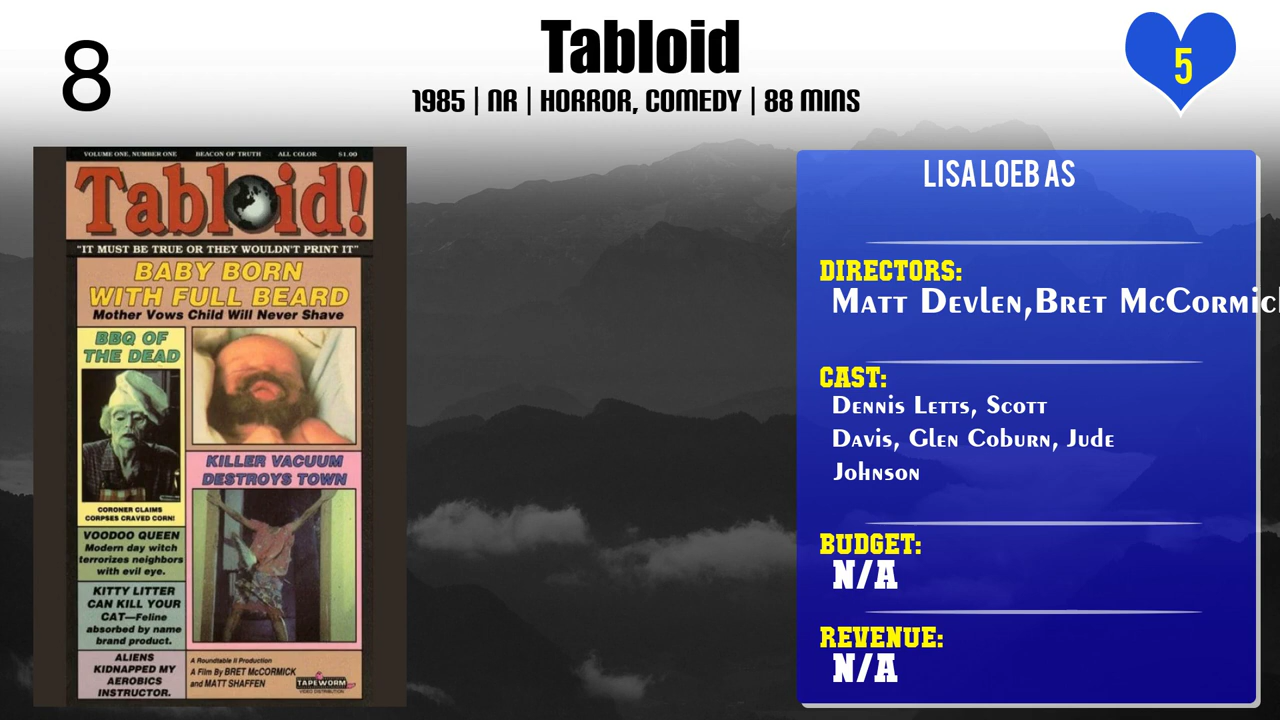 8
Tabloid
1985 | NR | HORROR, COMEDY | 88 MINS
5
VOLUME ONE, NUMBER ONE BEACON OF TRUTH ALL COLOR $1.00
Tabloid!
"IT MUST BE TRUE OR THEY WOULDN'T PRINT IT"
BABY BORN
WITH FULL BEARD
Mother Vows Child Will Never Shave
BBQ OF
THE DEAD
CORONER CLAIMS
CORPSES CRAVED CORN!
KILLER VACUUM
DESTROYS TOWN
VOODOO QUEEN
Modern day witch
terrorizes neighbors
with evil eye.
KITTY LITTER
CAN KILL YOUR
CAT—Feline
absorbed by name
brand product.
ALIENS
KIDNAPPED MY
AEROBICS
INSTRUCTOR.
A Roundtable II Production
A Film By BRET McCORMICK
and MATT SHAFFEN
TAPEWORM
VIDEO DISTRIBUTION
LISA LOEB AS
DIRECTORS:
Matt Devlen,Bret McCormic
CAST:
Dennis Letts, Scott
Davis, Glen Coburn, Jude
Johnson
BUDGET:
N/A
REVENUE:
N/A